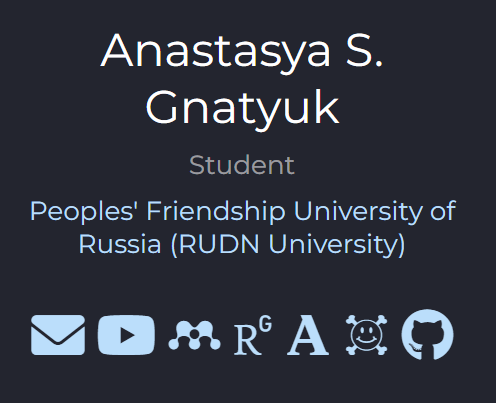 Anastasya S.
Gnatyuk
Student
Peoples' Friendship University of
Russia (RUDN University)
R G A